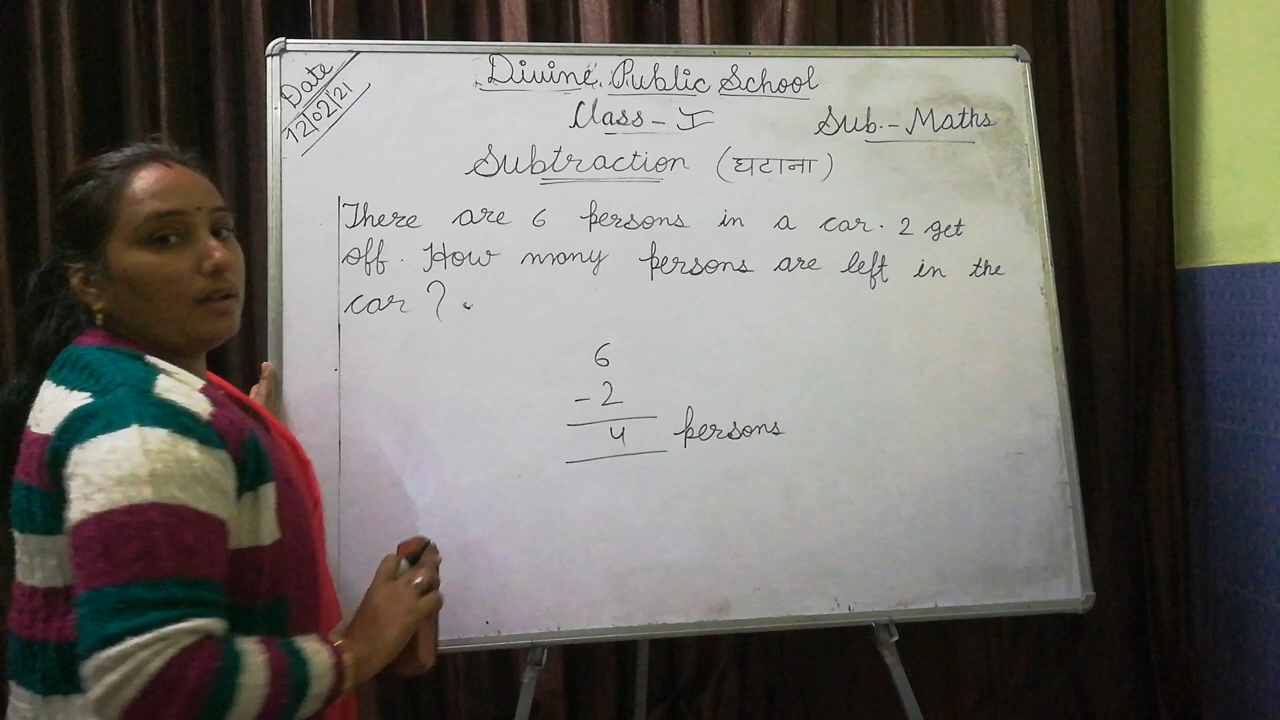 Date
12/02/21
Divine Public School
Class - I
Sub. - Maths
Subtraction (घटाना)
There are 6 persons in a car. 2 get
off. How many persons are left in the
car?.
6
- 2
4 persons